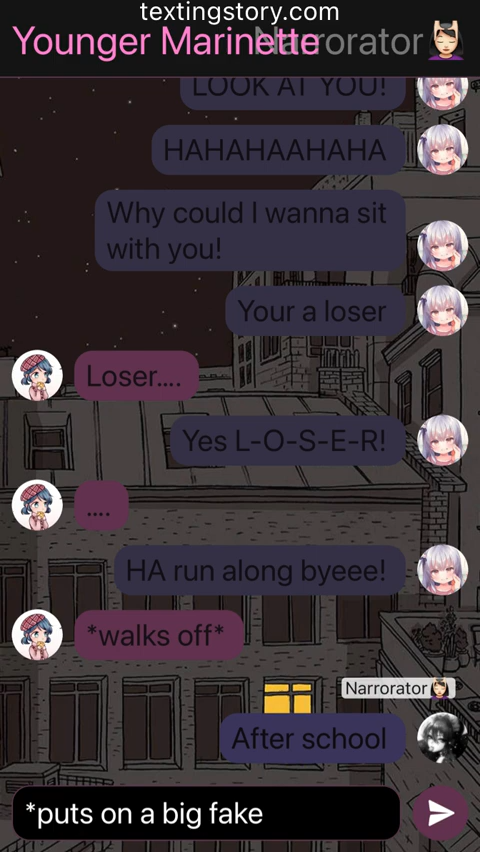 textingstory.com
Younger Marinette Narrorator
LOOK AT YOU!
HAHAHAAHAHA
Why could I wanna sit
with you!
Your a loser
Loser....
Yes L-O-S-E-R!
....
HA run along byeee!
*walks off*
Narrorator
After school
*puts on a big fake